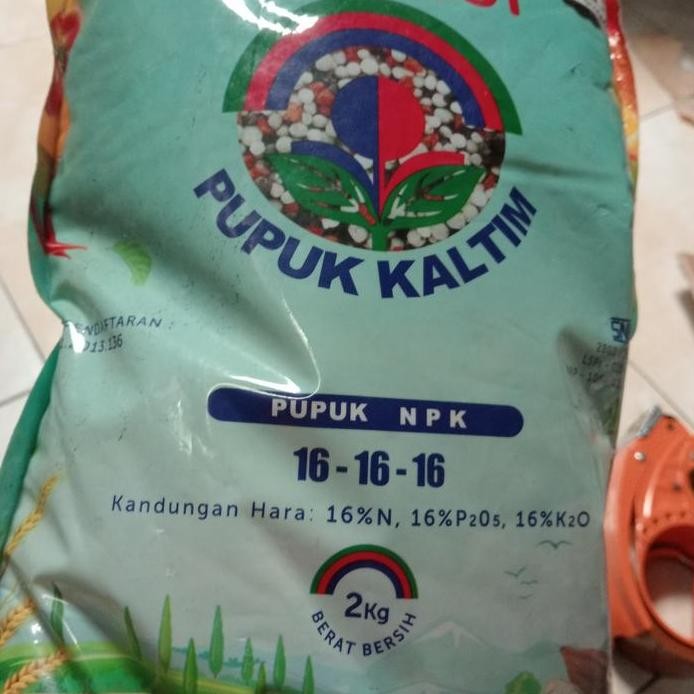 PUPUK KALTIM
PUPUK NPK
16-16-16
Kandungan Hara: 16%N, 16%P2O5, 16%K2O
2Kg
BERAT BERSIH